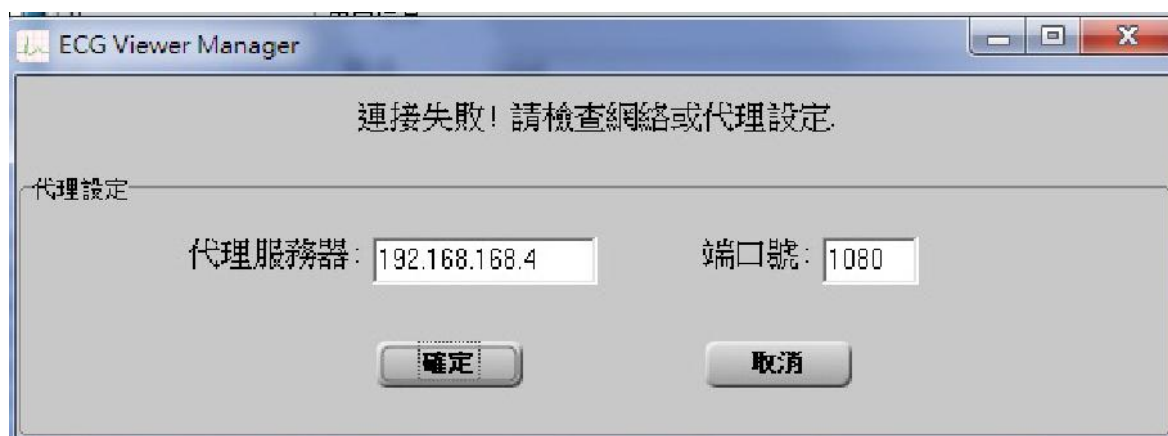 ECG Viewer Manager
連接失敗!請檢查網絡或代理設定.
代理設定
代理服務器: 192.168.168.4 端口號: 1080
確定 取消